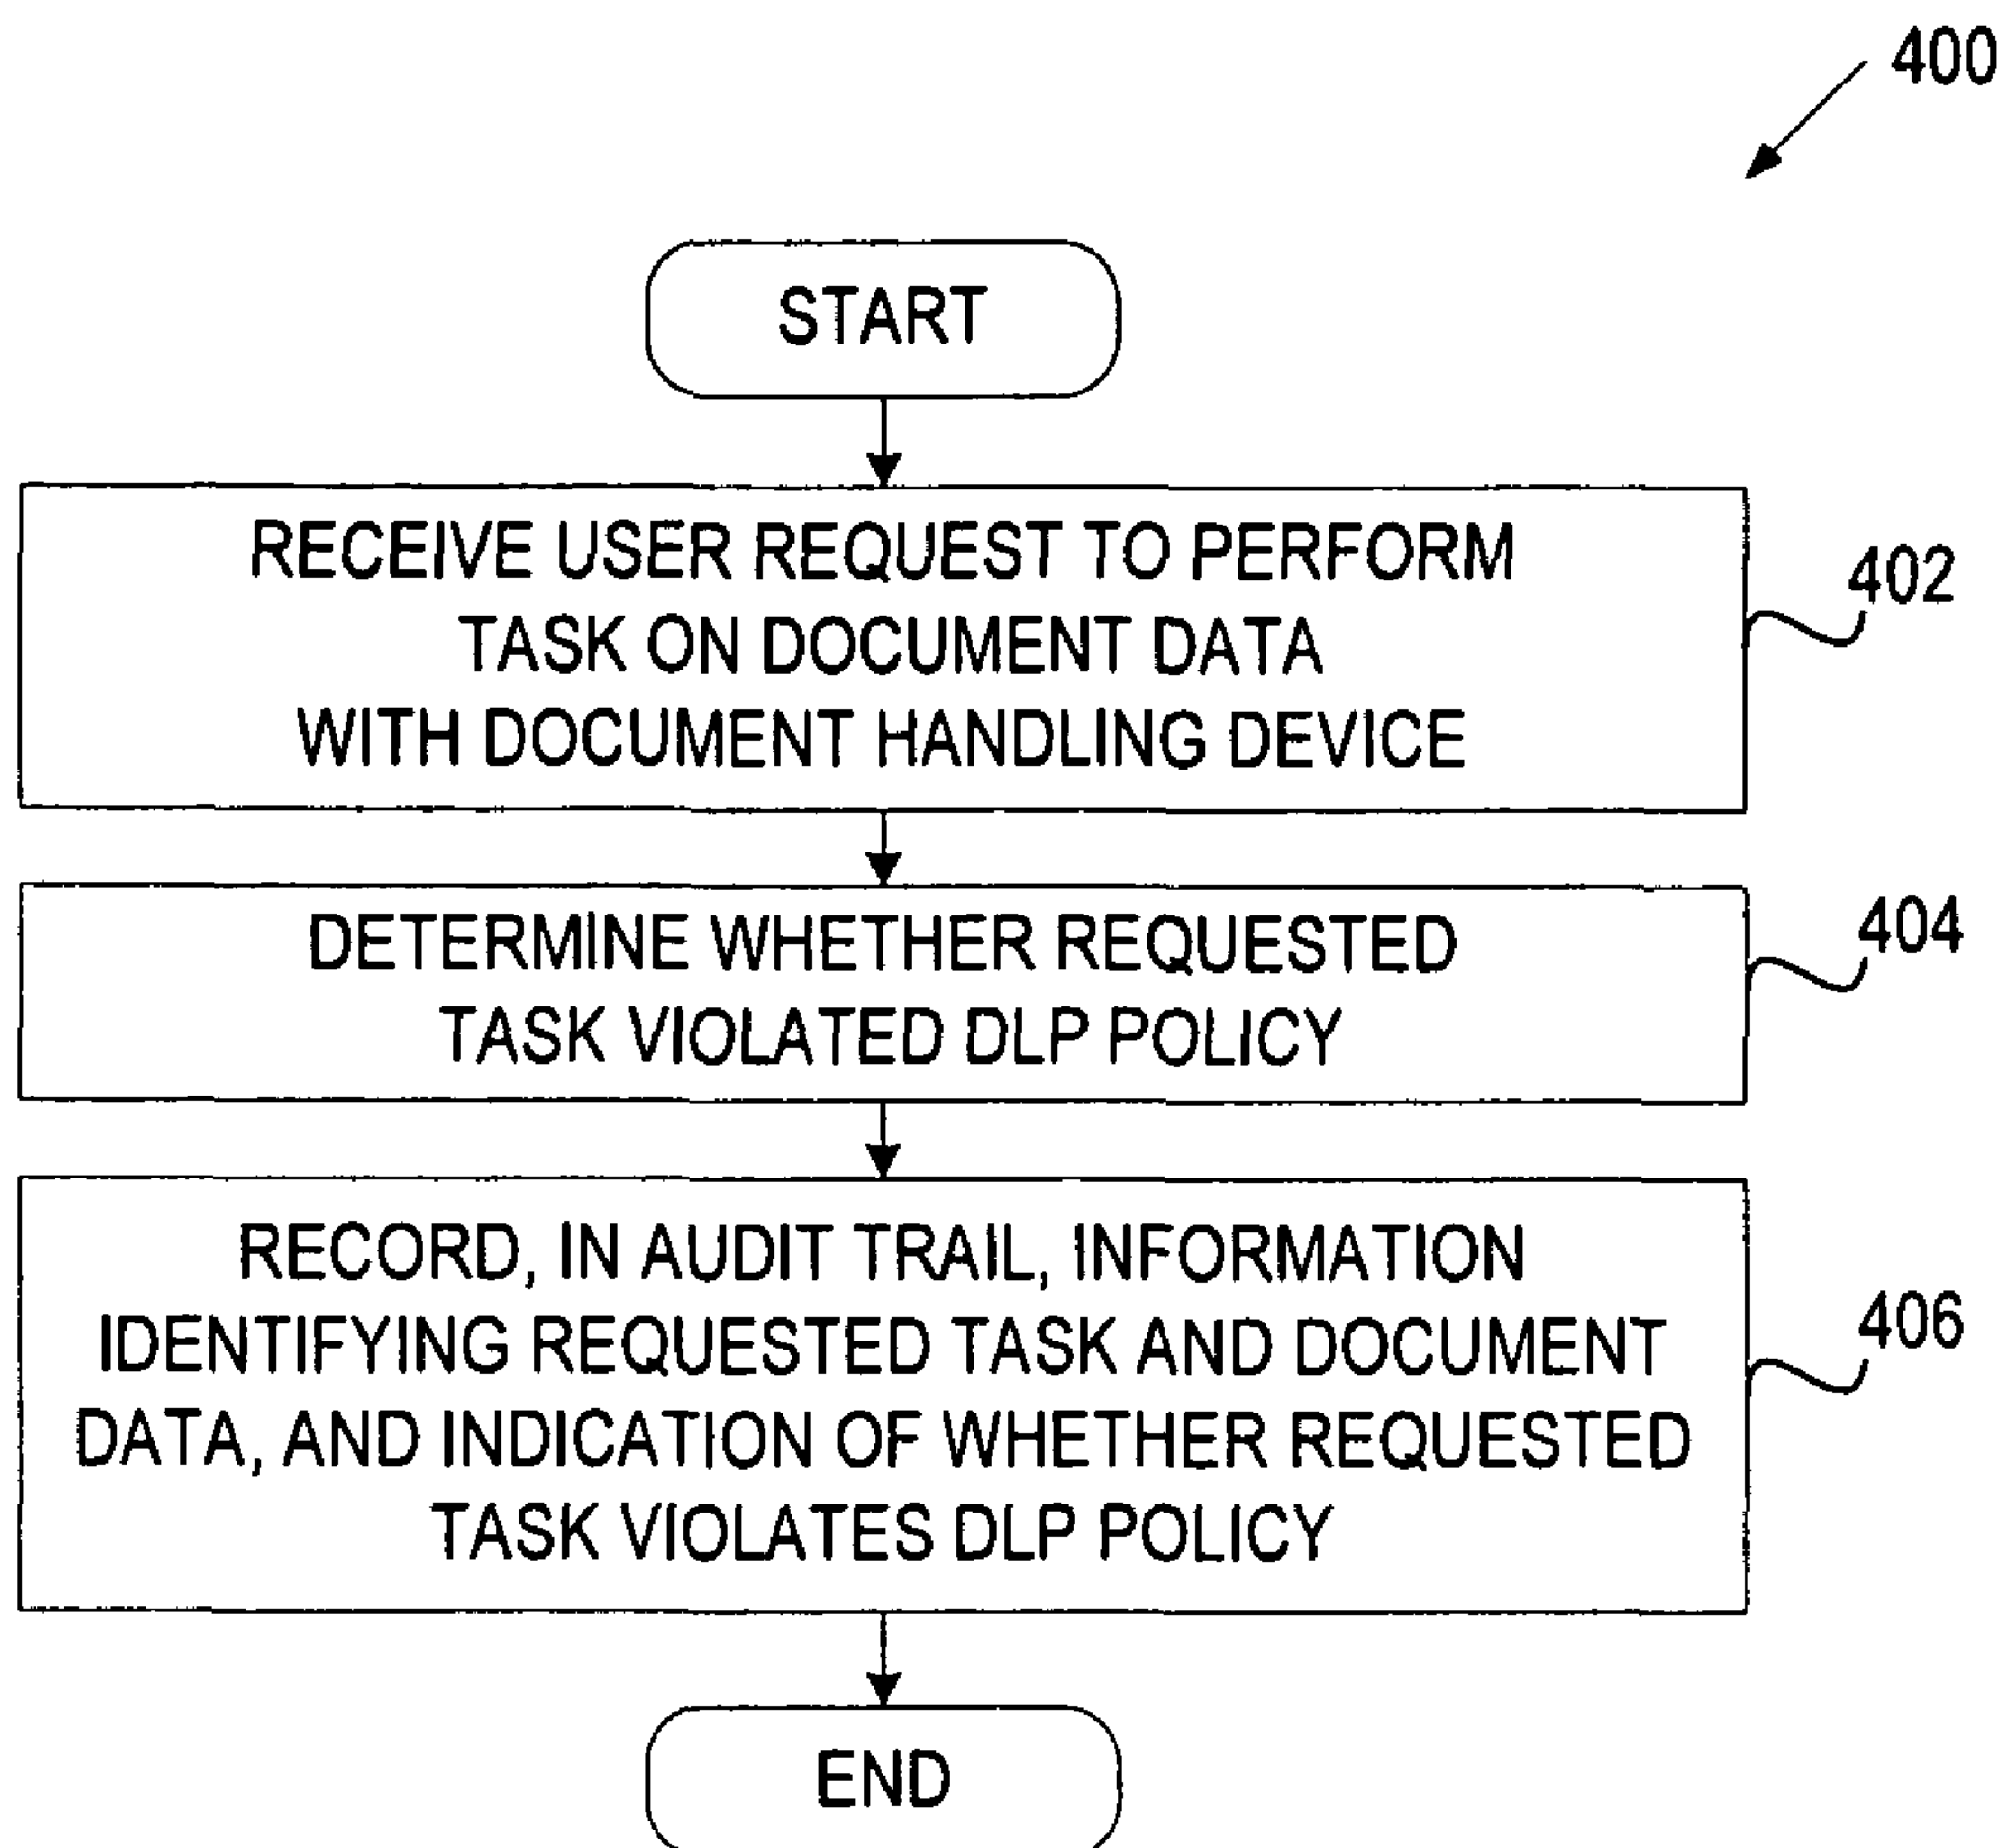 400
START
RECEIVE USER REQUEST TO PERFORM
TASK ON DOCUMENT DATA
WITH DOCUMENT HANDLING DEVICE
402
DETERMINE WHETHER REQUESTED
TASK VIOLATED DLP POLICY
404
RECORD, IN AUDIT TRAIL, INFORMATION
IDENTIFYING REQUESTED TASK AND DOCUMENT
DATA, AND INDICATION OF WHETHER REQUESTED
TASK VIOLATES DLP POLICY
406
END